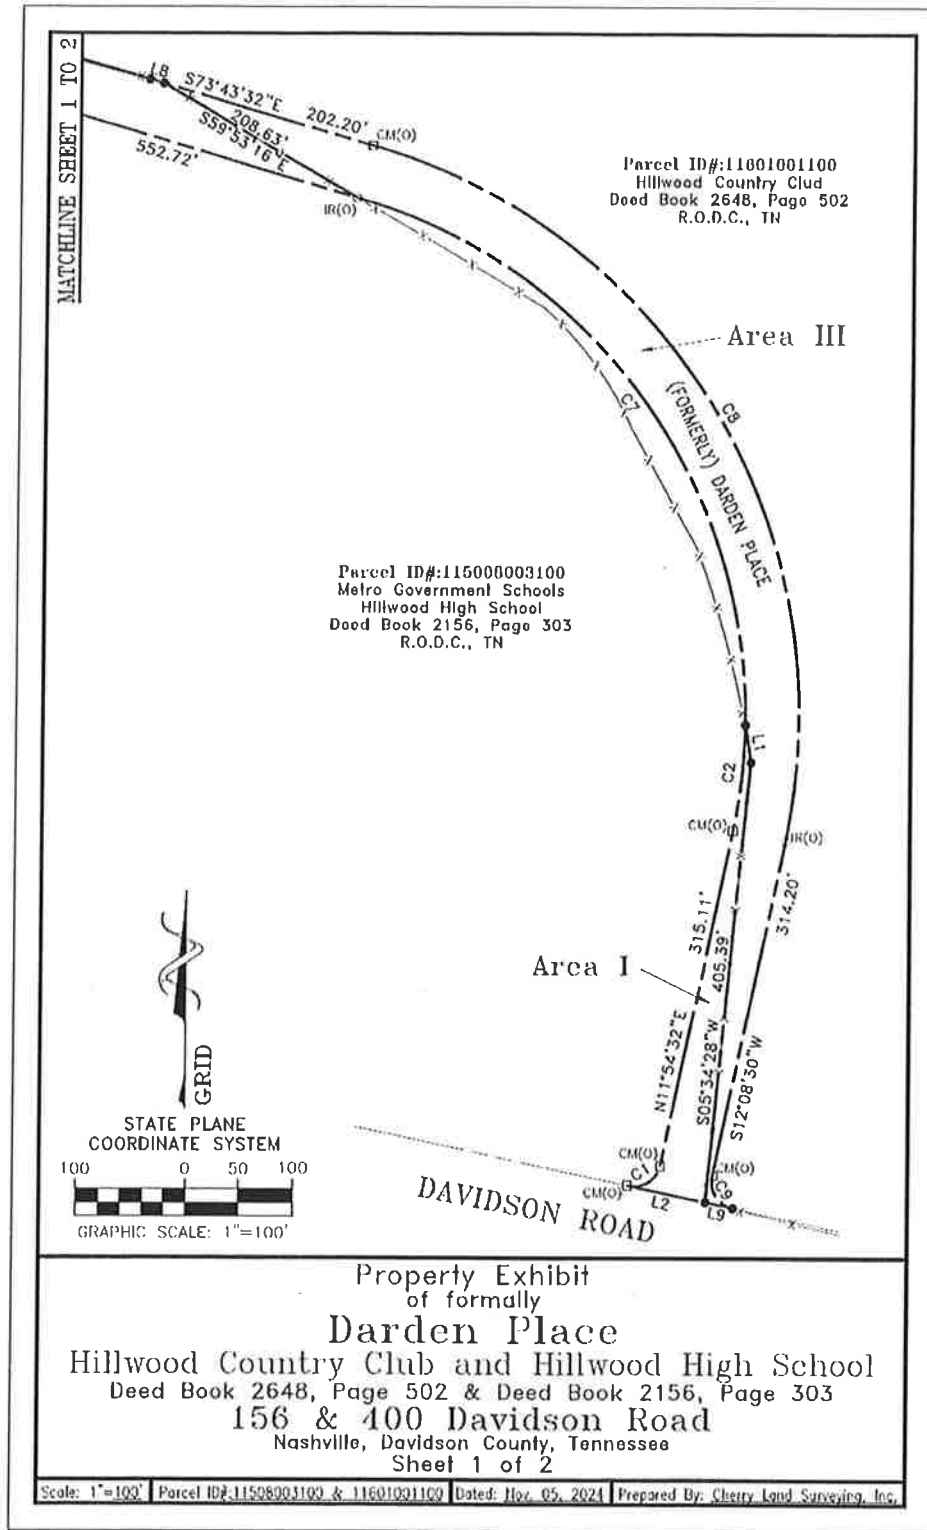 MATCHLINE SHEET 1 TO 2
L8
S73°43'32"E
202.20'
208.63'
S59°53'16"E
552.72'
CM(O)
IR(O)
Parcel ID#:11601001100
Hillwood Country Clud
Deed Book 2648, Page 502
R.O.D.C., TN
Area III
C7
C8
(FORMERLY) DARDEN PLACE
Parcel ID#:115080003100
Metro Government Schools
Hillwood High School
Deed Book 2156, Page 303
R.O.D.C., TN
L1
C2
CM(O)
IR(O)
315.11'
405.39'
314.20'
Area I
N11°54'32"E
S05°34'28"W
S12°08'30"W
GRID
STATE PLANE
COORDINATE SYSTEM
100 0 50 100
GRAPHIC SCALE: 1"=100'
CM(O)
CM(O)
C1
C9
CM(O)
L2
L9
DAVIDSON ROAD
Property Exhibit
of formally
Darden Place
Hillwood Country Club and Hillwood High School
Deed Book 2648, Page 502 & Deed Book 2156, Page 303
156 & 400 Davidson Road
Nashville, Davidson County, Tennessee
Sheet 1 of 2
Scale: 1"=100' Parcel ID#:11508003100 & 11601001100 Dated: Nov. 05, 2024 Prepared By: Cherry Land Surveying, Inc.